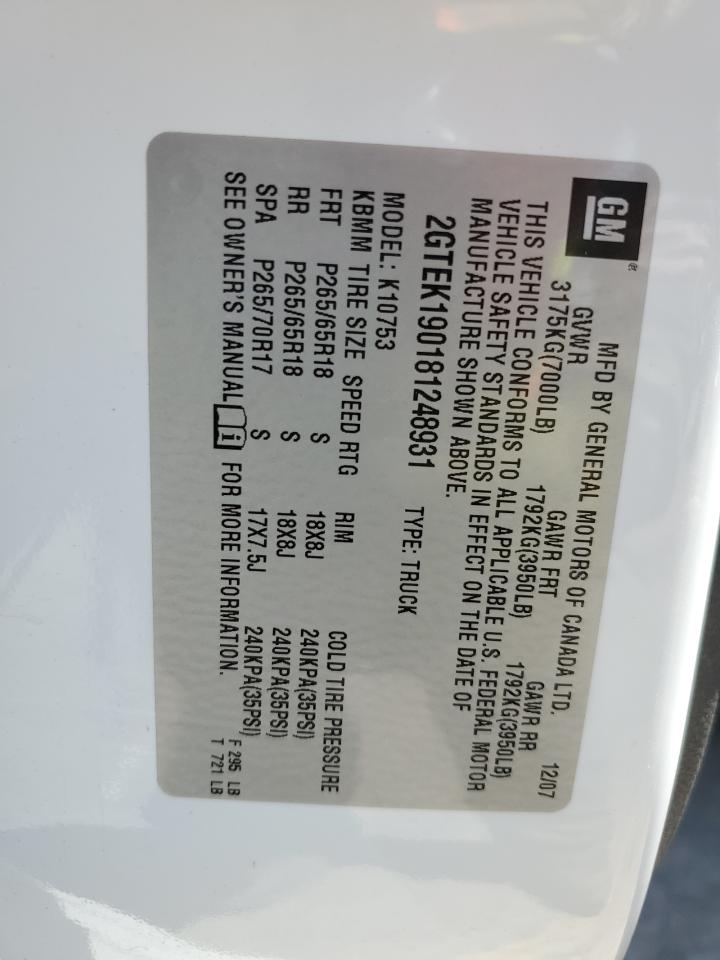 GM®
MFD BY GENERAL MOTORS OF CANADA LTD.
GVWR GAWR FRT GAWR RR 12/07
3175KG(7000LB) 1792KG(3950LB) 1792KG(3950LB)
THIS VEHICLE CONFORMS TO ALL APPLICABLE U.S. FEDERAL MOTOR
VEHICLE SAFETY STANDARDS IN EFFECT ON THE DATE OF
MANUFACTURE SHOWN ABOVE.
2GTEK190181248931 TYPE: TRUCK
MODEL: K10753
KBMM TIRE SIZE SPEED RTG RIM COLD TIRE PRESSURE
FRT P265/65R18 S 18X8J 240KPA(35PSI)
RR P265/65R18 S 18X8J 240KPA(35PSI)
SPA P265/70R17 S 17X7.5J 240KPA(35PSI)
SEE OWNER'S MANUAL i FOR MORE INFORMATION.
F 295 LB
T 721 LB